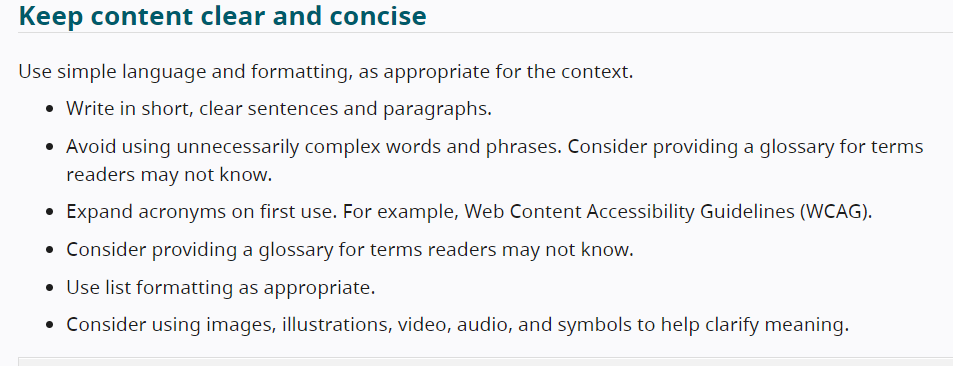 Keep content clear and concise
Use simple language and formatting, as appropriate for the context.
• Write in short, clear sentences and paragraphs.
• Avoid using unnecessarily complex words and phrases. Consider providing a glossary for terms
readers may not know.
• Expand acronyms on first use. For example, Web Content Accessibility Guidelines (WCAG).
• Consider providing a glossary for terms readers may not know.
• Use list formatting as appropriate.
• Consider using images, illustrations, video, audio, and symbols to help clarify meaning.